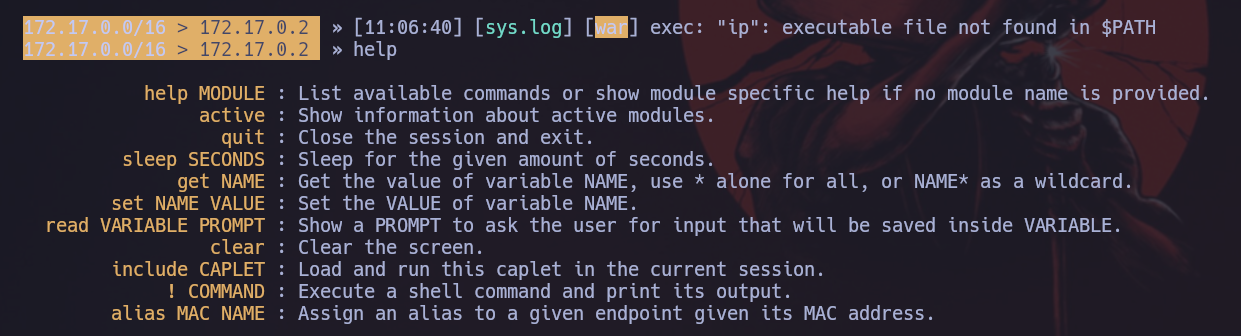 172.17.0.0/16 > 172.17.0.2 » [11:06:40] [sys.log] [war] exec: "ip": executable file not found in $PATH
172.17.0.0/16 > 172.17.0.2 » help
help MODULE : List available commands or show module specific help if no module name is provided.
active : Show information about active modules.
quit : Close the session and exit.
sleep SECONDS : Sleep for the given amount of seconds.
get NAME : Get the value of variable NAME, use * alone for all, or NAME* as a wildcard.
set NAME VALUE : Set the VALUE of variable NAME.
read VARIABLE PROMPT : Show a PROMPT to ask the user for input that will be saved inside VARIABLE.
clear : Clear the screen.
include CAPLET : Load and run this caplet in the current session.
! COMMAND : Execute a shell command and print its output.
alias MAC NAME : Assign an alias to a given endpoint given its MAC address.